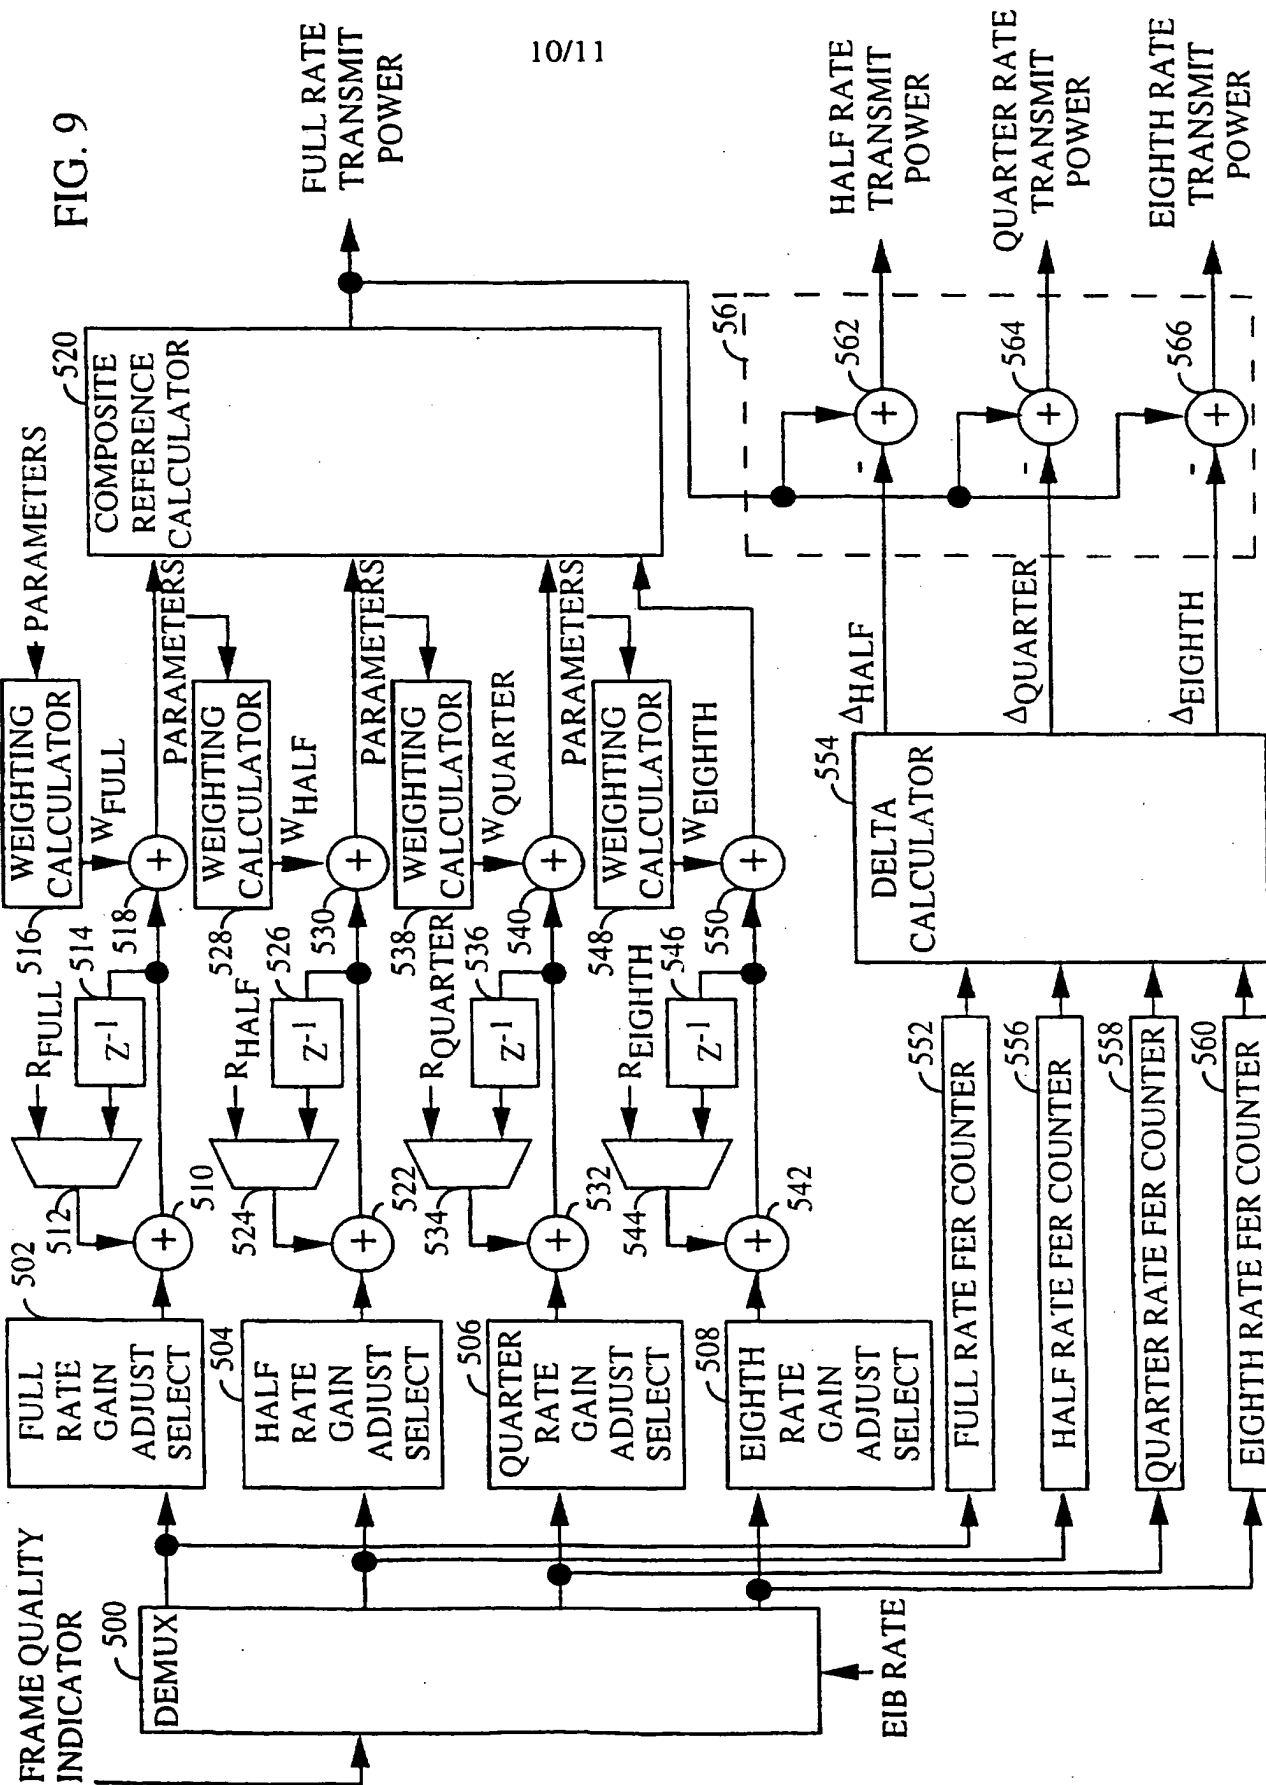 10/11
FIG. 9
FRAME QUALITY
INDICATOR
500
DEMUX
EIB RATE
502
FULL
RATE
GAIN
ADJUST
SELECT
504
HALF
RATE
GAIN
ADJUST
SELECT
506
QUARTER
RATE
GAIN
ADJUST
SELECT
508
EIGHTH
RATE
GAIN
ADJUST
SELECT
512
+
510
RFULL
514
Z-1
516
WEIGHTING
CALCULATOR
PARAMETERS
WFULL
518
+
524
+
522
RHALF
526
Z-1
528
WEIGHTING
CALCULATOR
PARAMETERS
WHALF
530
+
534
+
532
RQUARTER
536
Z-1
538
WEIGHTING
CALCULATOR
PARAMETERS
WQUARTER
540
+
544
+
542
REIGHTH
546
Z-1
548
WEIGHTING
CALCULATOR
PARAMETERS
WEIGHTH
550
+
520
COMPOSITE
REFERENCE
CALCULATOR
FULL RATE
TRANSMIT
POWER
552
FULL RATE FER COUNTER
556
HALF RATE FER COUNTER
558
QUARTER RATE FER COUNTER
560
EIGHTH RATE FER COUNTER
554
DELTA
CALCULATOR
ΔHALF
ΔQUARTER
ΔEIGHTH
561
562
+
-
HALF RATE
TRANSMIT
POWER
564
+
-
QUARTER RATE
TRANSMIT
POWER
566
+
-
EIGHTH RATE
TRANSMIT
POWER